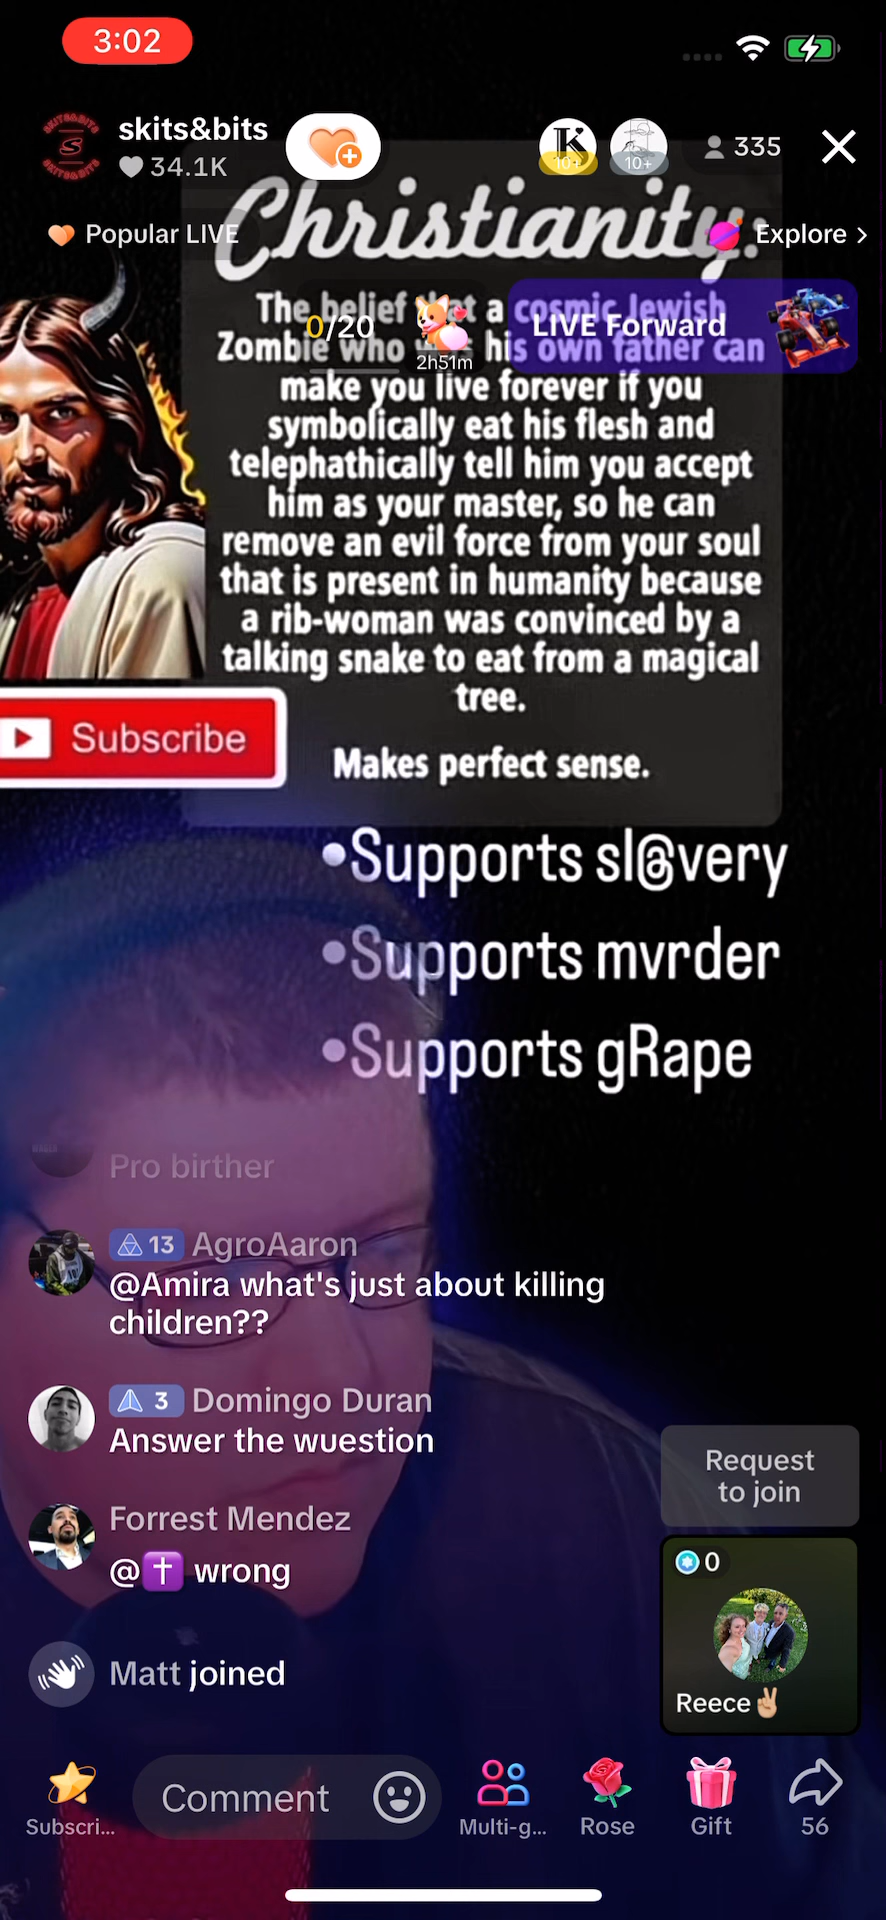 3:02
skits&bits
34.1K
10+
10+
335
Popular LIVE
Explore >
Christianity:
The belief that a cosmic Jewish
Zombie who was his own father can
0/20
2h51m
LIVE Forward
make you live forever if you
symbolically eat his flesh and
telephathically tell him you accept
him as your master, so he can
remove an evil force from your soul
that is present in humanity because
a rib-woman was convinced by a
talking snake to eat from a magical
tree.
Makes perfect sense.
Subscribe
•Supports sl@very
•Supports mvrder
•Supports gRape
Pro birther
13 AgroAaron
@Amira what's just about killing
children??
3 Domingo Duran
Answer the wuestion
Forrest Mendez
@✝️ wrong
Matt joined
Request
to join
0
Reece✌🏼
Comment
Subscri...
Multi-g...
Rose
Gift
56